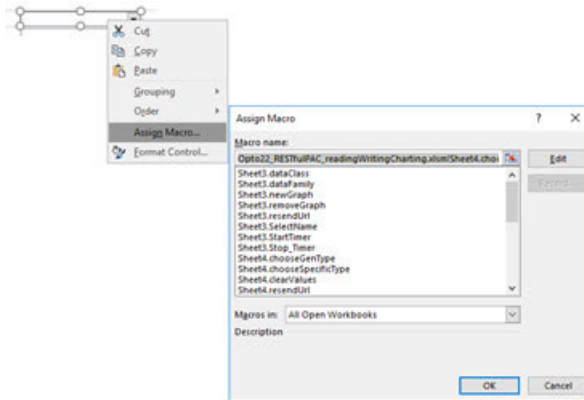 Cut
Copy
Paste
Grouping
Order
Assign Macro...
Format Control...
Assign Macro
?
Macro name:
Opto22_RESTfulPAC_readingWritingCharting.xlsm!Sheet4.choo
Edit
Sheet3.dataClass
Sheet3.dataFamily
Sheet3.newGraph
Sheet3.removeGraph
Sheet3.resendUrl
Sheet3.SelectName
Sheet3.StartTimer
Sheet3.Stop_Timer
Sheet4.chooseGenType
Sheet4.chooseSpecificType
Sheet4.clearValues
Sheet4.resendUrl
Macros in: All Open Workbooks
Description
OK Cancel